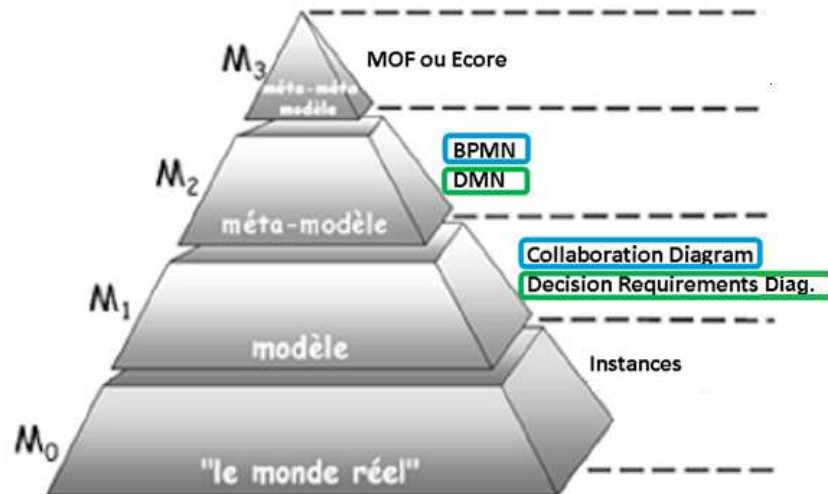 M3
MOF ou Ecore
méta-méta
modèle
M2
BPMN
DMN
méta-modèle
Collaboration Diagram
Decision Requirements Diag.
M1
modèle
Instances
M0
"le monde réel"